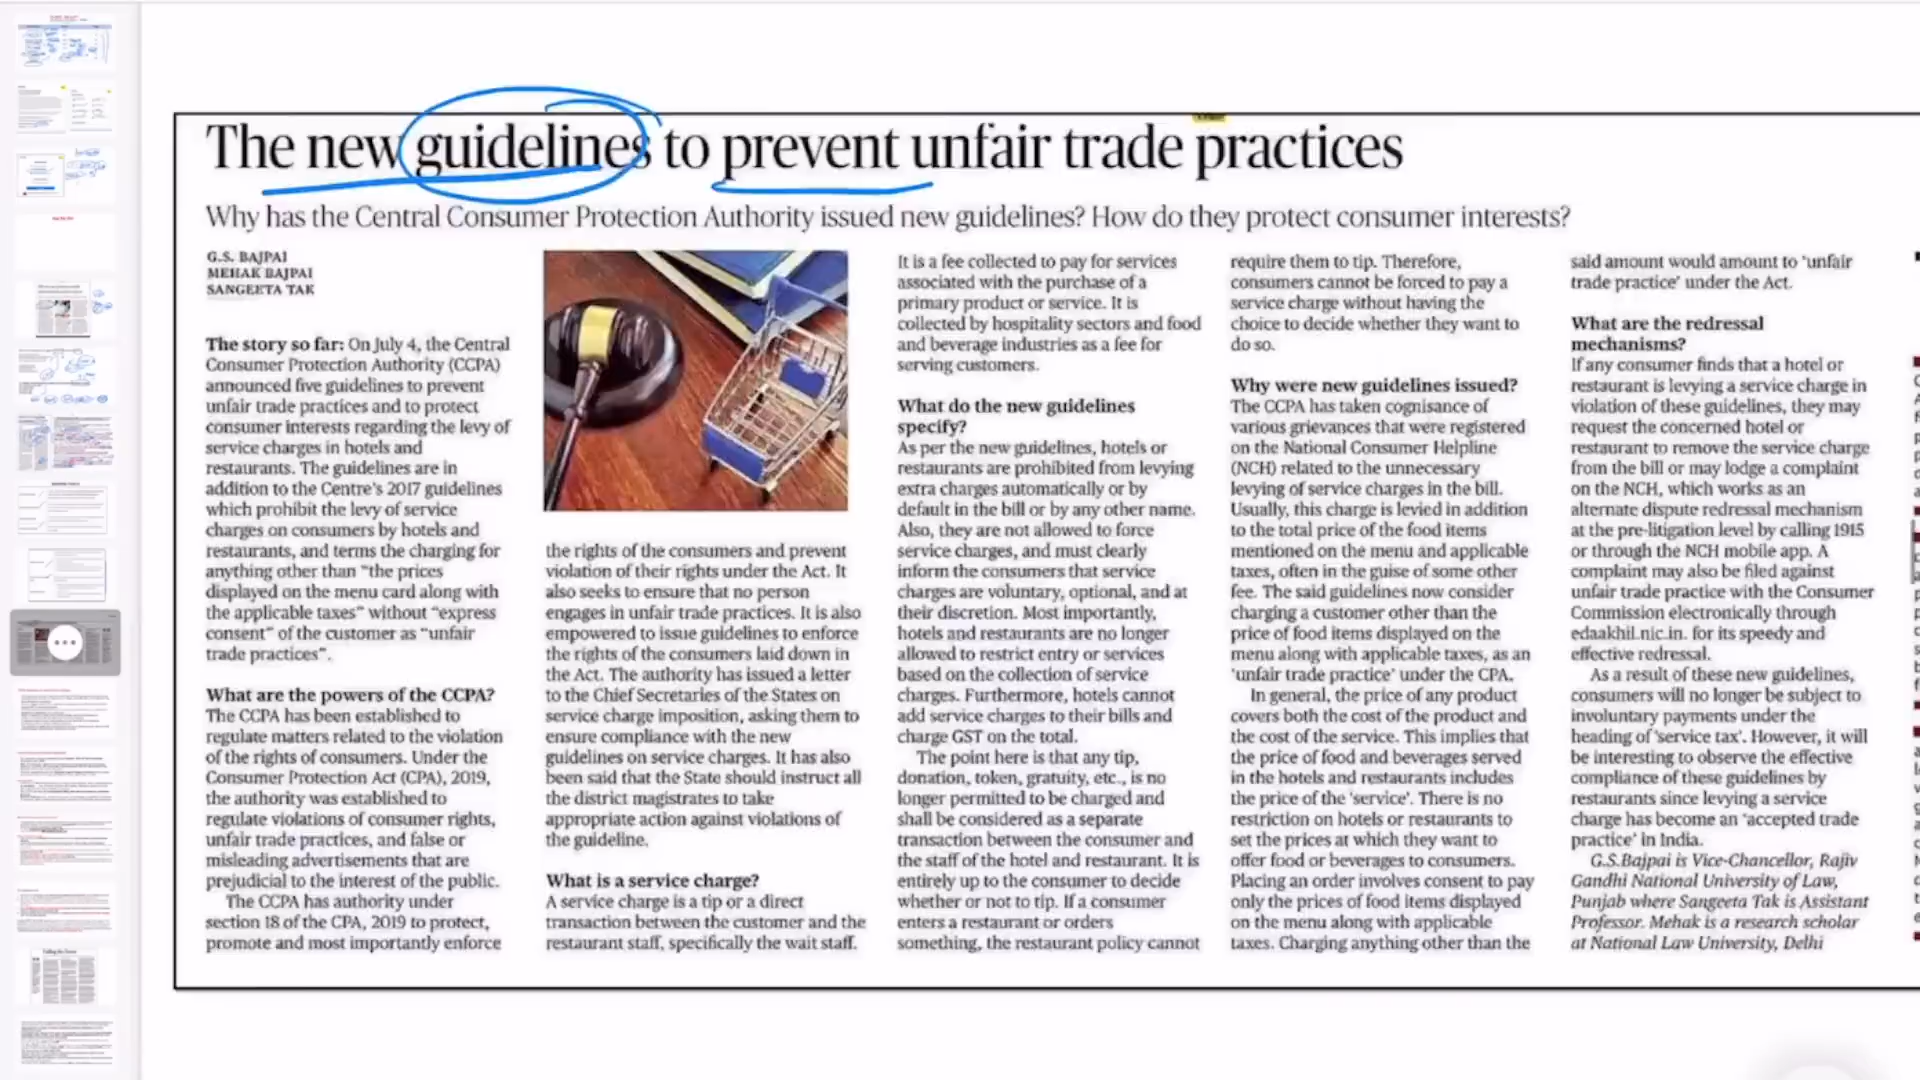 The new guidelines to prevent unfair trade practices
Why has the Central Consumer Protection Authority issued new guidelines? How do they protect consumer interests?
G.S. BAJPAI
MEHAK BAJPAI
SANGEETA TAK
The story so far: On July 4, the Central
Consumer Protection Authority (CCPA)
announced five guidelines to prevent
unfair trade practices and to protect
consumer interests regarding the levy of
service charges in hotels and
restaurants. The guidelines are in
addition to the Centre's 2017 guidelines
which prohibit the levy of service
charges on consumers by hotels and
restaurants, and terms the charging for
anything other than "the prices
displayed on the menu card along with
the applicable taxes" without "express
consent" of the customer as "unfair
trade practices".
What are the powers of the CCPA?
The CCPA has been established to
regulate matters related to the violation
of the rights of consumers. Under the
Consumer Protection Act (CPA), 2019,
the authority was established to
regulate violations of consumer rights,
unfair trade practices, and false or
misleading advertisements that are
prejudicial to the interest of the public.
The CCPA has authority under
section 18 of the CPA, 2019 to protect,
promote and most importantly enforce
the rights of the consumers and prevent
violation of their rights under the Act. It
also seeks to ensure that no person
engages in unfair trade practices. It is also
empowered to issue guidelines to enforce
the rights of the consumers laid down in
the Act. The authority has issued a letter
to the Chief Secretaries of the States on
service charge imposition, asking them to
ensure compliance with the new
guidelines on service charges. It has also
been said that the State should instruct all
the district magistrates to take
appropriate action against violations of
the guideline.
What is a service charge?
A service charge is a tip or a direct
transaction between the customer and the
restaurant staff, specifically the wait staff.
It is a fee collected to pay for services
associated with the purchase of a
primary product or service. It is
collected by hospitality sectors and food
and beverage industries as a fee for
serving customers.
What do the new guidelines
specify?
As per the new guidelines, hotels or
restaurants are prohibited from levying
extra charges automatically or by
default in the bill or by any other name.
Also, they are not allowed to force
service charges, and must clearly
inform the consumers that service
charges are voluntary, optional, and at
their discretion. Most importantly,
hotels and restaurants are no longer
allowed to restrict entry or services
based on the collection of service
charges. Furthermore, hotels cannot
add service charges to their bills and
charge GST on the total.
The point here is that any tip,
donation, token, gratuity, etc., is no
longer permitted to be charged and
shall be considered as a separate
transaction between the consumer and
the staff of the hotel and restaurant. It is
entirely up to the consumer to decide
whether or not to tip. If a consumer
enters a restaurant or orders
something, the restaurant policy cannot
require them to tip. Therefore,
consumers cannot be forced to pay a
service charge without having the
choice to decide whether they want to
do so.
Why were new guidelines issued?
The CCPA has taken cognisance of
various grievances that were registered
on the National Consumer Helpline
(NCH) related to the unnecessary
levying of service charges in the bill.
Usually, this charge is levied in addition
to the total price of the food items
mentioned on the menu and applicable
taxes, often in the guise of some other
fee. The said guidelines now consider
charging a customer other than the
price of food items displayed on the
menu along with applicable taxes, as an
'unfair trade practice' under the CPA.
In general, the price of any product
covers both the cost of the product and
the cost of the service. This implies that
the price of food and beverages served
in the hotels and restaurants includes
the price of the 'service'. There is no
restriction on hotels or restaurants to
set the prices at which they want to
offer food or beverages to consumers.
Placing an order involves consent to pay
only the prices of food items displayed
on the menu along with applicable
taxes. Charging anything other than the
said amount would amount to 'unfair
trade practice' under the Act.
What are the redressal
mechanisms?
If any consumer finds that a hotel or
restaurant is levying a service charge in
violation of these guidelines, they may
request the concerned hotel or
restaurant to remove the service charge
from the bill or may lodge a complaint
on the NCH, which works as an
alternate dispute redressal mechanism
at the pre-litigation level by calling 1915
or through the NCH mobile app. A
complaint may also be filed against
unfair trade practice with the Consumer
Commission electronically through
edaakhil.nic.in. for its speedy and
effective redressal.
As a result of these new guidelines,
consumers will no longer be subject to
involuntary payments under the
heading of 'service tax'. However, it will
be interesting to observe the effective
compliance of these guidelines by
restaurants since levying a service
charge has become an 'accepted trade
practice' in India.
G.S.Bajpai is Vice-Chancellor, Rajiv
Gandhi National University of Law,
Punjab where Sangeeta Tak is Assistant
Professor. Mehak is a research scholar
at National Law University, Delhi